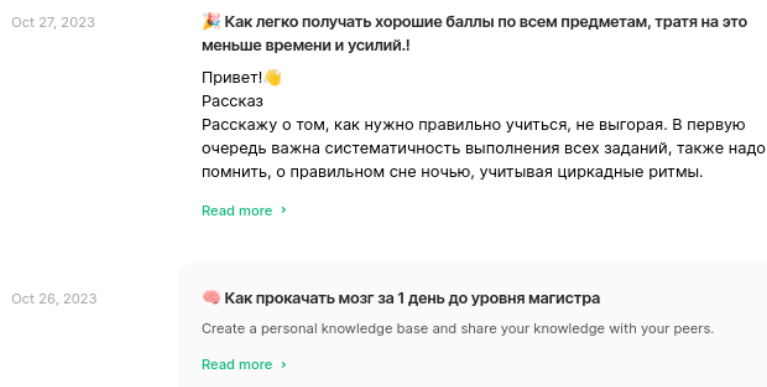 Oct 27, 2023
🎉 Как легко получать хорошие баллы по всем предметам, тратя на это
меньше времени и усилий.!
Привет!👋
Рассказ
Расскажу о том, как нужно правильно учиться, не выгорая. В первую
очередь важна систематичность выполнения всех заданий, также надо
помнить, о правильном сне ночью, учитывая циркадные ритмы.
Read more ›
Oct 26, 2023
🧠 Как прокачать мозг за 1 день до уровня магистра
Create a personal knowledge base and share your knowledge with your peers.
Read more ›